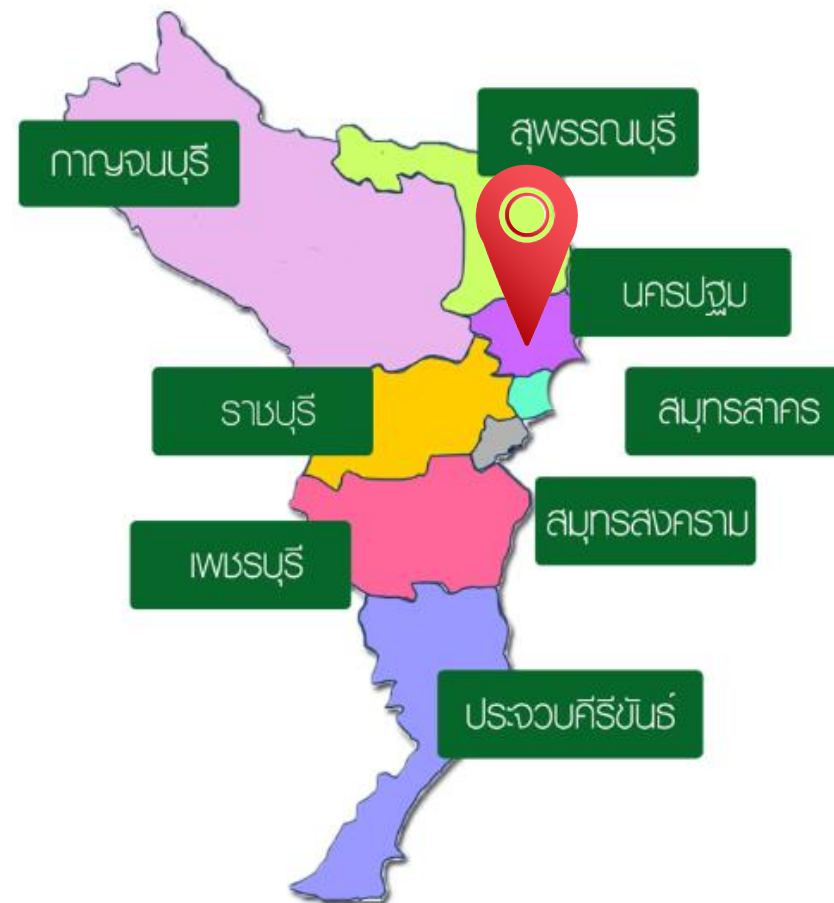 สุพรรณบุรี
กาญจนบุรี
นครปฐม
ราชบุรี
สมุทรสาคร
สมุทรสงคราม
เพชรบุรี
ประจวบคีรีขันธ์